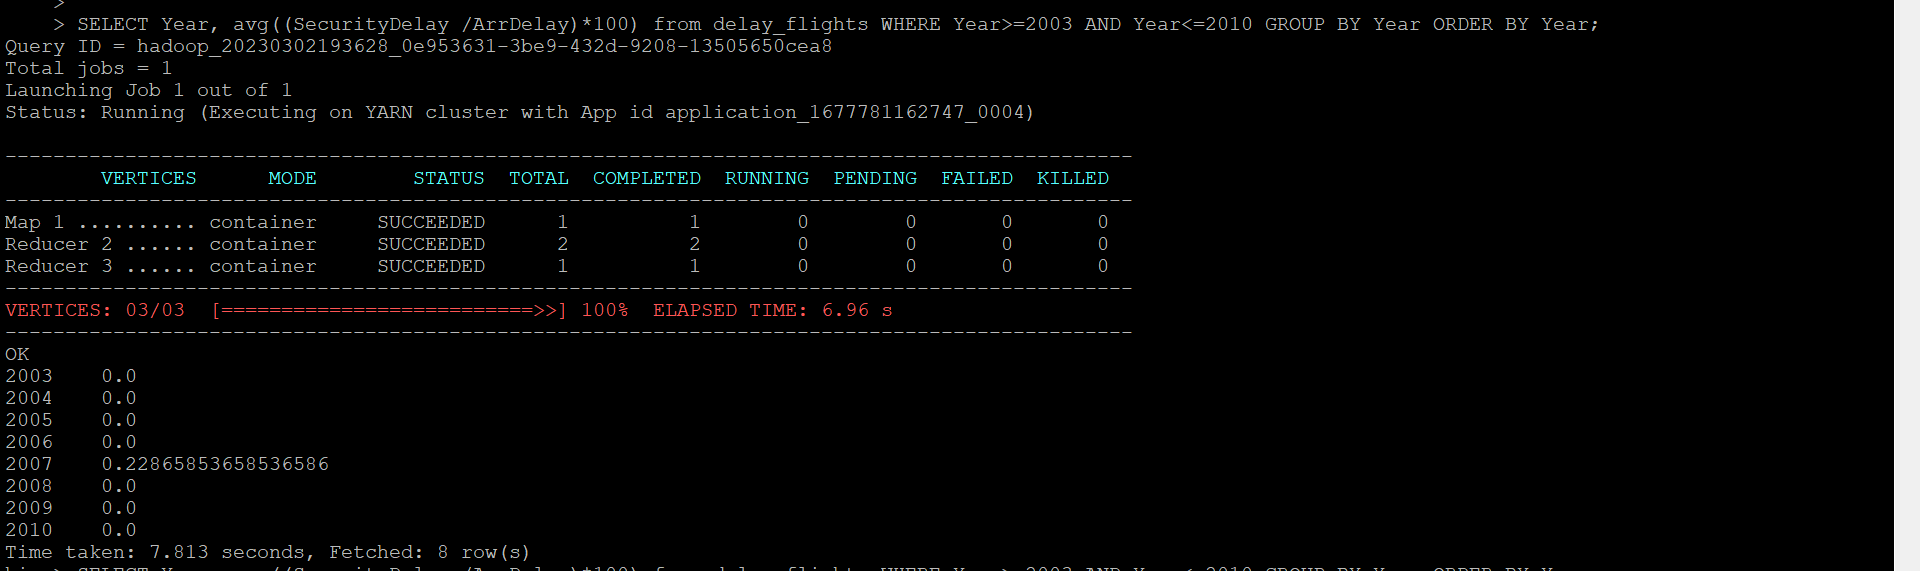 >
> SELECT Year, avg((SecurityDelay /ArrDelay)*100) from delay_flights WHERE Year>=2003 AND Year<=2010 GROUP BY Year ORDER BY Year;
Query ID = hadoop_20230302193628_0e953631-3be9-432d-9208-13505650cea8
Total jobs = 1
Launching Job 1 out of 1
Status: Running (Executing on YARN cluster with App id application_1677781162747_0004)
----------------------------------------------------------------------------------------------
VERTICES MODE STATUS TOTAL COMPLETED RUNNING PENDING FAILED KILLED
----------------------------------------------------------------------------------------------
Map 1 .......... container SUCCEEDED 1 1 0 0 0 0
Reducer 2 ...... container SUCCEEDED 2 2 0 0 0 0
Reducer 3 ...... container SUCCEEDED 1 1 0 0 0 0
----------------------------------------------------------------------------------------------
VERTICES: 03/03 [==========================>>] 100% ELAPSED TIME: 6.96 s
----------------------------------------------------------------------------------------------
OK
2003 0.0
2004 0.0
2005 0.0
2006 0.0
2007 0.22865853658536586
2008 0.0
2009 0.0
2010 0.0
Time taken: 7.813 seconds, Fetched: 8 row(s)